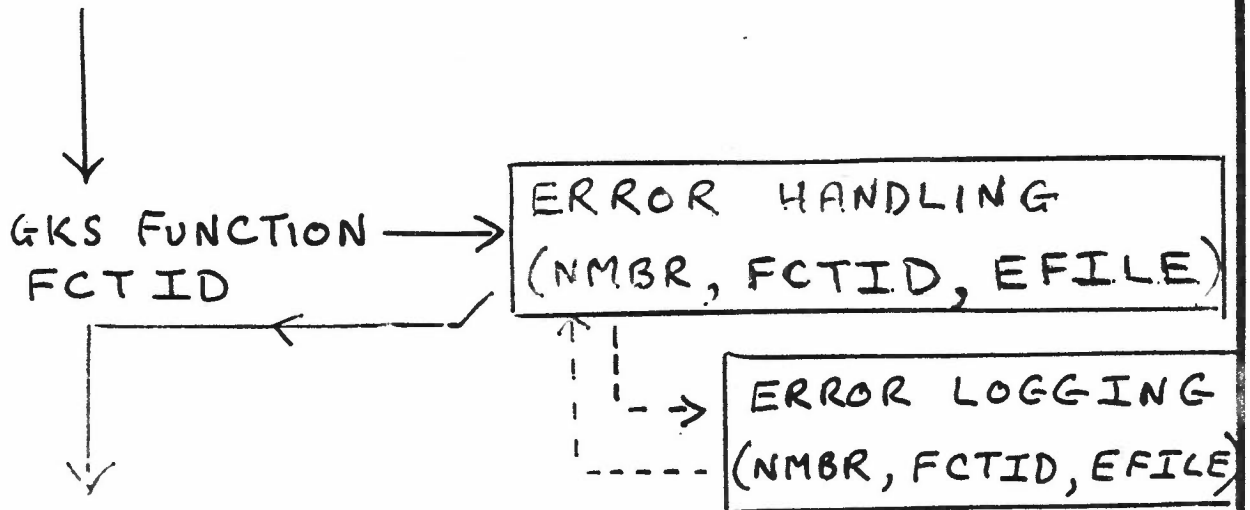 ERROR HANDLING
GKS FUNCTION
(NMBR, FCTID, EFILE)
FCTID
ERROR LOGGING
(NMBR, FCTID, EFILE)